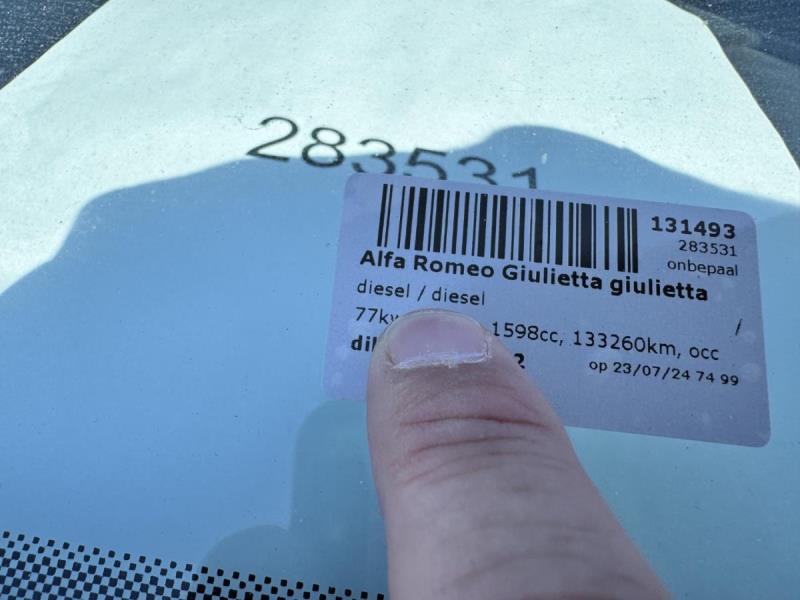 283531
131493
283531
onbepaal
Alfa Romeo Giulietta giulietta
diesel / diesel
/
1598cc, 133260km, occ
op 23/07/24 74 99